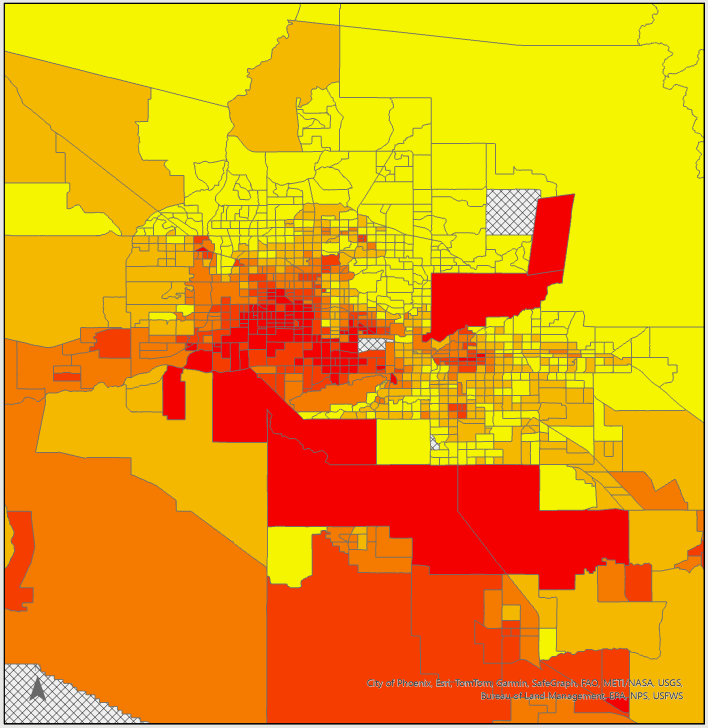 City of Phoenix, Esri, TomTom, Garmin, SafeGraph, FAO, METI/NASA, USGS,
Bureau of Land Management, EPA, NPS, USFWS